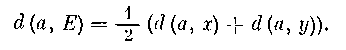 d (a, E) = 1/2 (d (a, x) + d (a, y)).